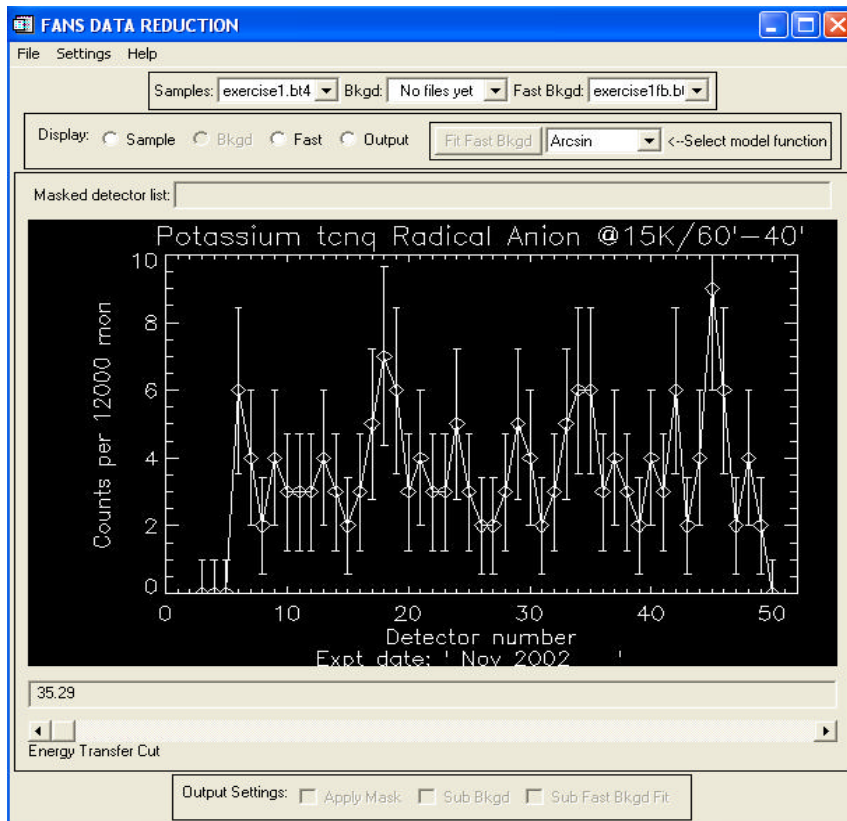 FANS DATA REDUCTION
File Settings Help
Samples: exercise1.bt4 Bkgd: No files yet Fast Bkgd: exercise1fb.b
Display: Sample Bkgd Fast Output Fit Fast Bkgd Arcsin <--Select model function
Masked detector list:
Potassium tcnq Radical Anion @15K/60'-40'
10
8
6
4
2
0
Counts per 12000 mon
0 10 20 30 40 50
Detector number
Expt date: ' Nov 2002 '
35.29
Energy Transfer Cut
Output Settings: Apply Mask Sub Bkgd Sub Fast Bkgd Fit